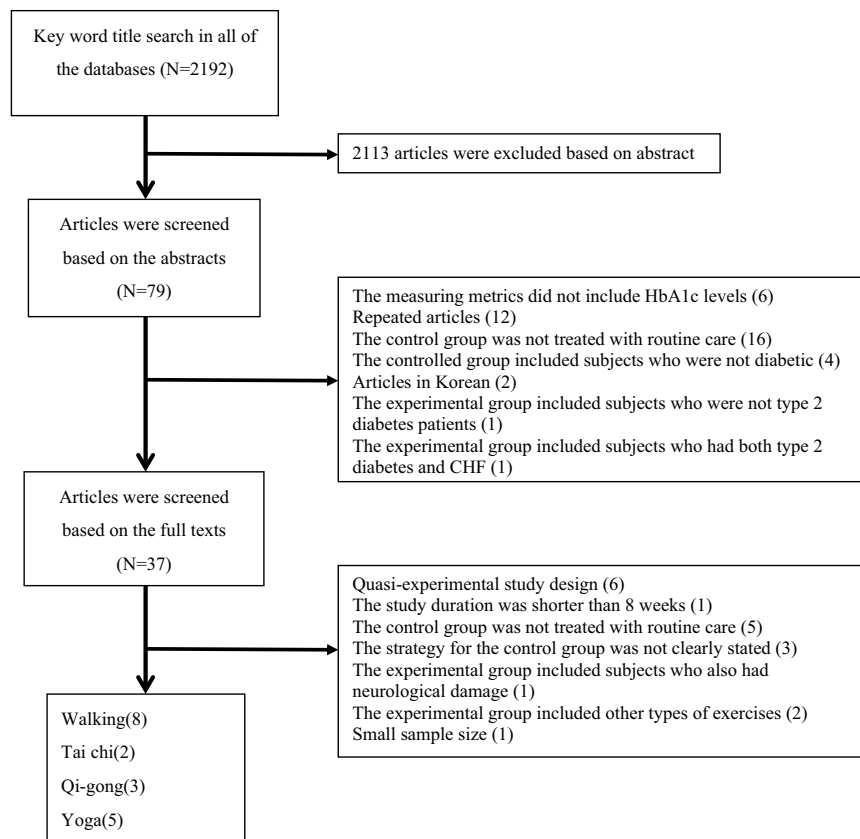 Key word title search in all of
the databases (N=2192)
2113 articles were excluded based on abstract
Articles were screened
based on the abstracts
(N=79)
The measuring metrics did not include HbA1c levels (6)
Repeated articles (12)
The control group was not treated with routine care (16)
The controlled group included subjects who were not diabetic (4)
Articles in Korean (2)
The experimental group included subjects who were not type 2
diabetes patients (1)
The experimental group included subjects who had both type 2
diabetes and CHF (1)
Articles were screened
based on the full texts
(N=37)
Quasi-experimental study design (6)
The study duration was shorter than 8 weeks (1)
The control group was not treated with routine care (5)
The strategy for the control group was not clearly stated (3)
The experimental group included subjects who also had
neurological damage (1)
The experimental group included other types of exercises (2)
Small sample size (1)
Walking(8)
Tai chi(2)
Qi-gong(3)
Yoga(5)